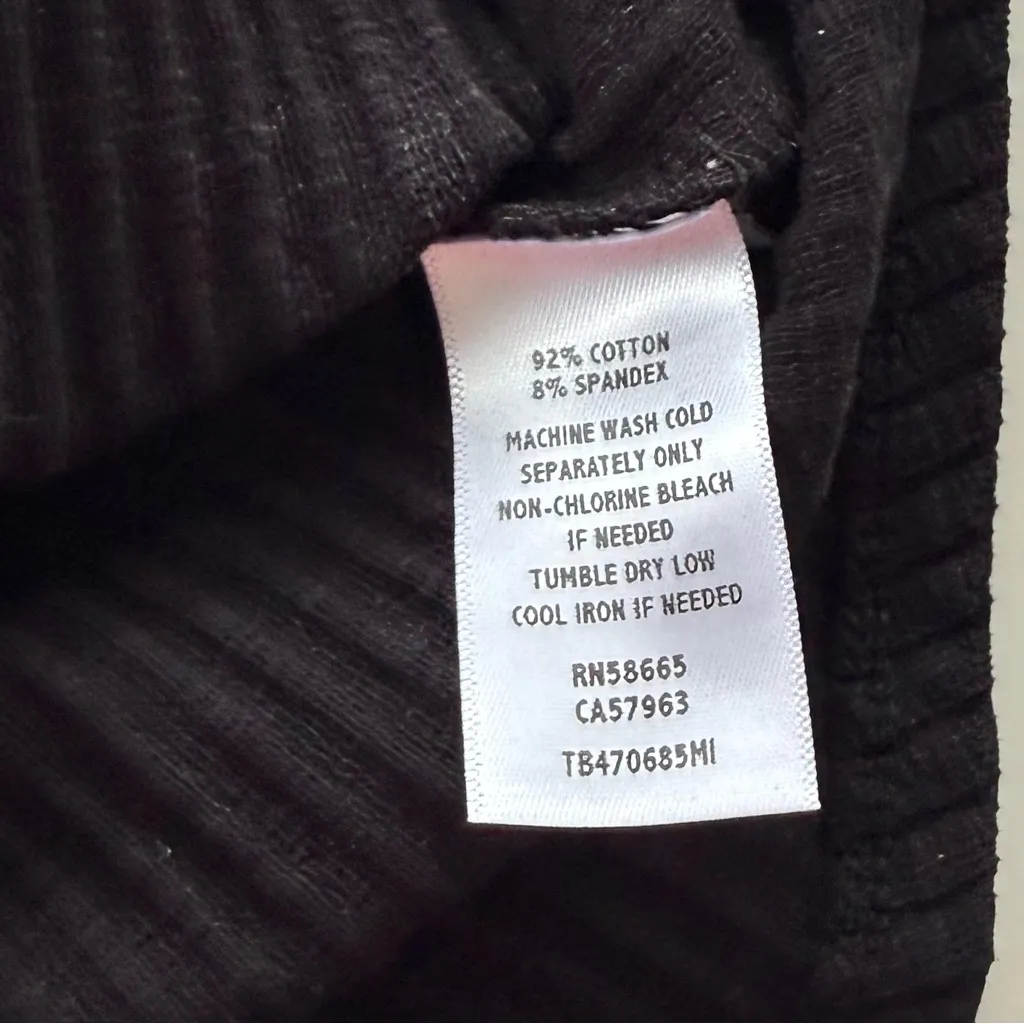 92% COTTON
8% SPANDEX
MACHINE WASH COLD
SEPARATELY ONLY
NON-CHLORINE BLEACH
IF NEEDED
TUMBLE DRY LOW
COOL IRON IF NEEDED
RN58665
CA57963
TB470685M1